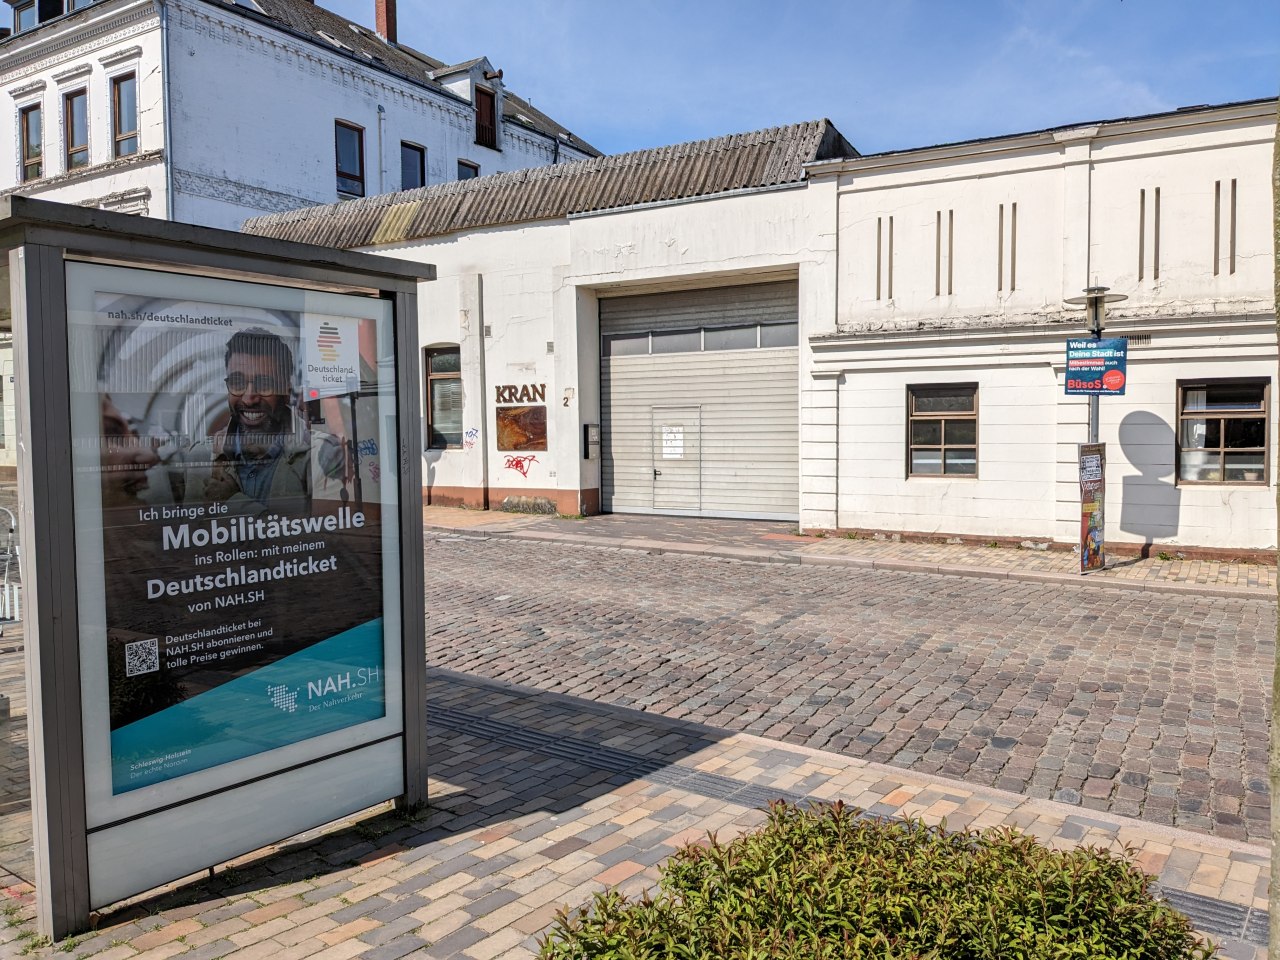 nah.sh/deutschlandticket
Deutschland-
ticket
Ich bringe die
Mobilitätswelle
ins Rollen: mit meinem
Deutschlandticket
von NAH.SH
Deutschlandticket bei
NAH.SH abonnieren und
tolle Preise gewinnen.
NAH.SH
Der Nahverkehr
Schleswig-Holstein
Der echte Norden
KRAN
2
Weil es
Deine Stadt ist
Mitbestimmen auch
nach der Wahl!
BüsoS